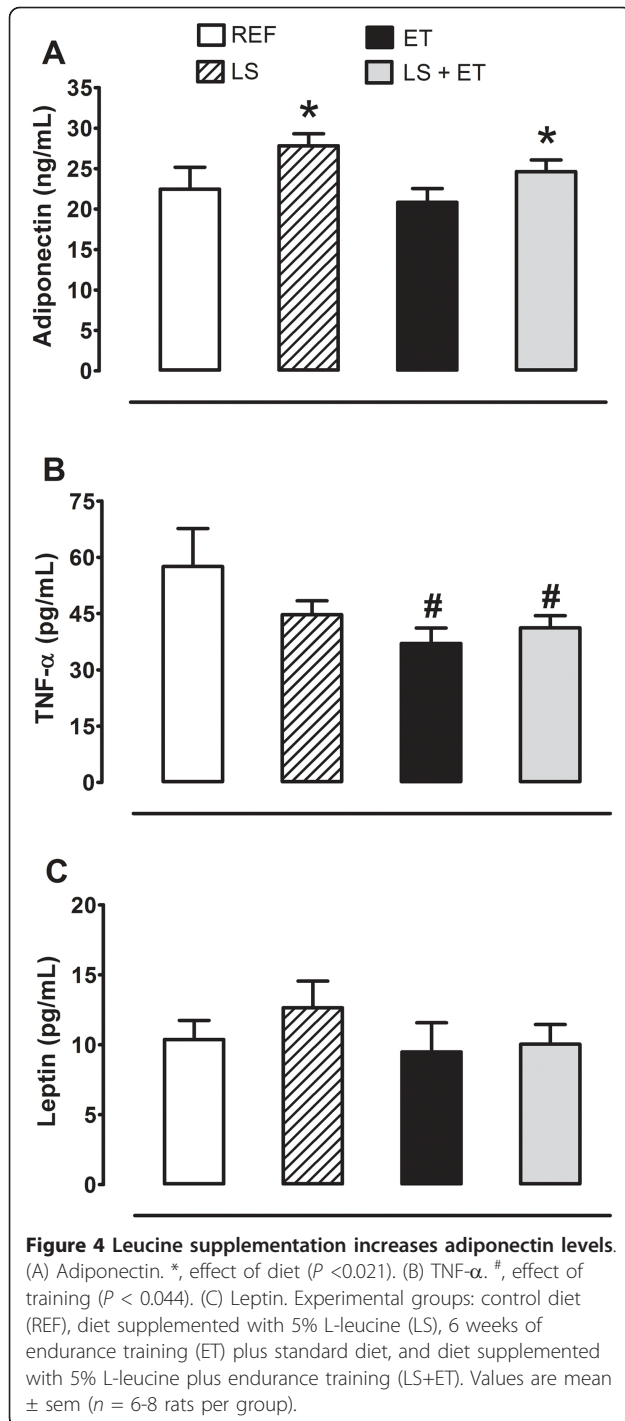 REF ET
LS LS + ET
A
Adiponectin (ng/mL)
35
30
25
20
15
10
5
0
*
*
B
TNF-α (pg/mL)
75
60
45
30
15
0
#
#
C
Leptin (pg/mL)
20
15
10
5
0
Figure 4 Leucine supplementation increases adiponectin levels.
(A) Adiponectin. *, effect of diet (P <0.021). (B) TNF-α. #, effect of
training (P < 0.044). (C) Leptin. Experimental groups: control diet
(REF), diet supplemented with 5% L-leucine (LS), 6 weeks of
endurance training (ET) plus standard diet, and diet supplemented
with 5% L-leucine plus endurance training (LS+ET). Values are mean
± sem (n = 6-8 rats per group).